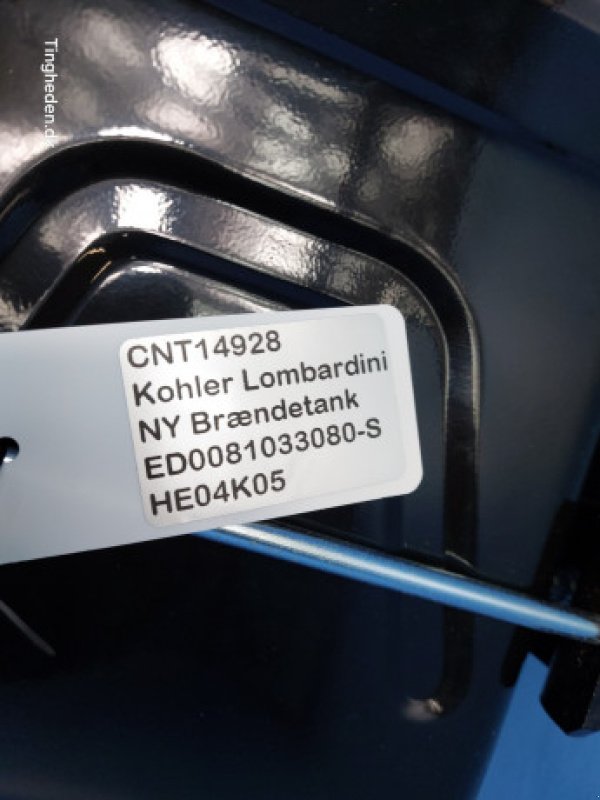 Tingheden.dk
CNT14928
Kohler Lombardini
NY Brændetank
ED0081033080-S
HE04K05